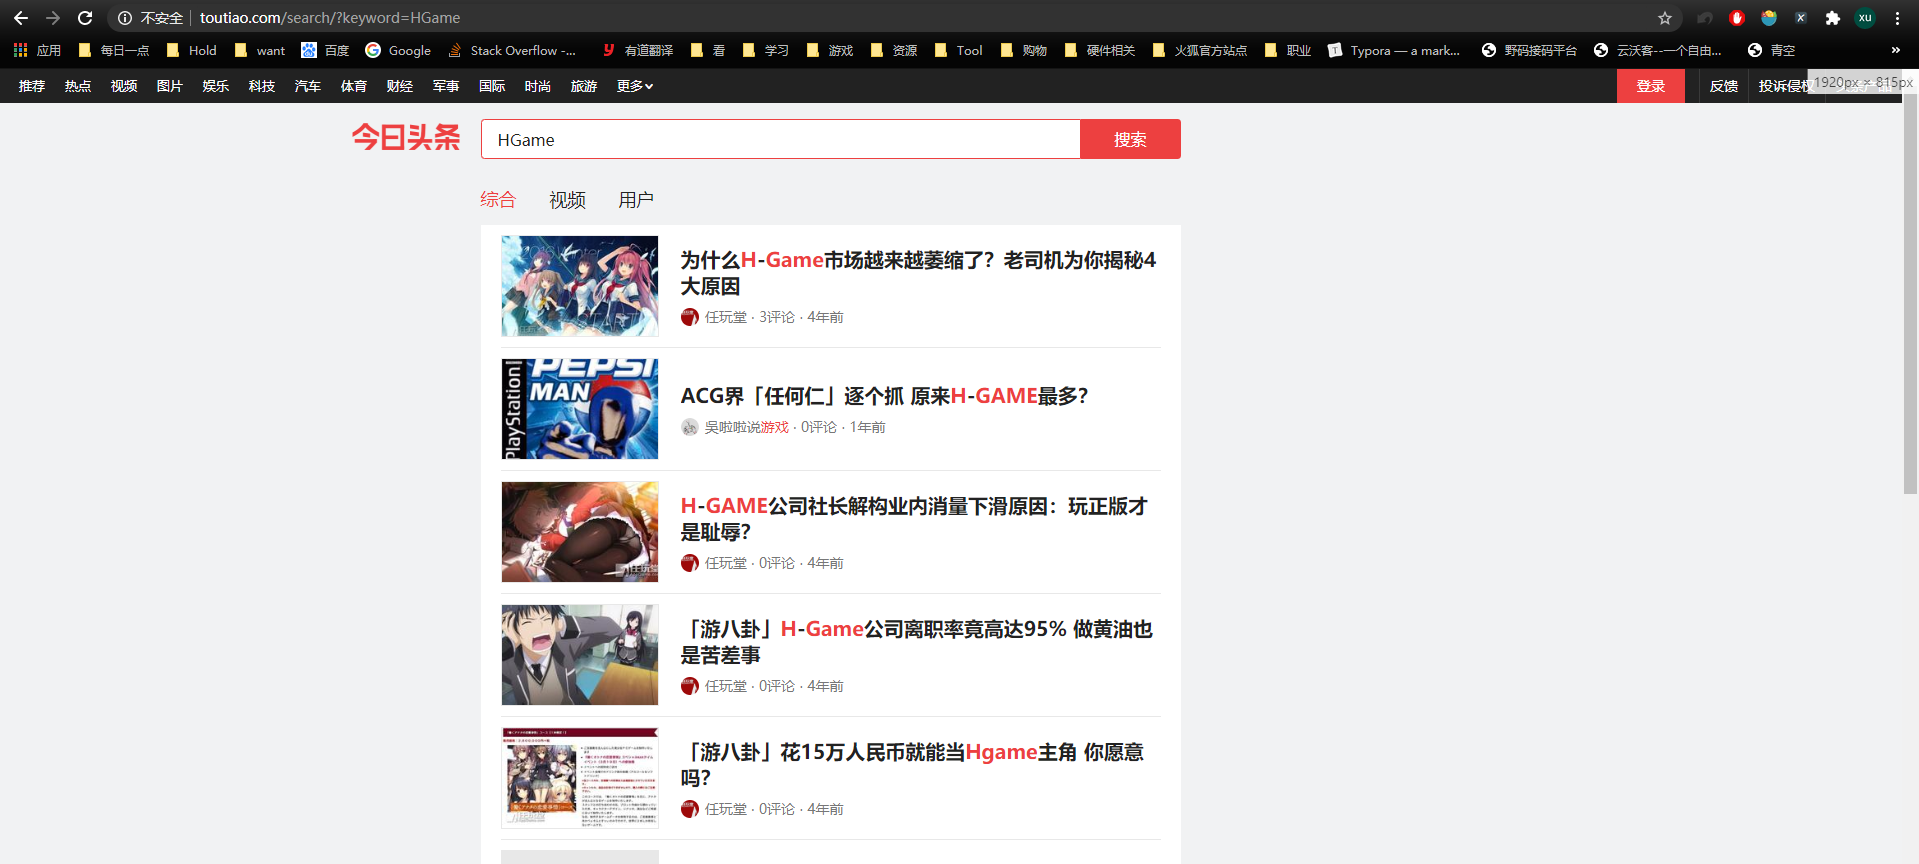 不安全 toutiao.com/search/?keyword=HGame
应用 每日一点 Hold want 百度 Google Stack Overflow -... 有道翻译 看 学习 游戏 资源 Tool 购物 硬件相关 火狐官方站点 职业 Typora — a mark... 野码接码平台 云沃客--一个自由... 青空 »
推荐 热点 视频 图片 娱乐 科技 汽车 体育 财经 军事 国际 时尚 旅游 更多 登录 反馈 投诉侵权 1920px × 815px
今日头条 HGame 搜索
综合 视频 用户
2016 Winter
START
为什么H-Game市场越来越萎缩了？老司机为你揭秘4
大原因
任玩堂 · 3评论 · 4年前
PlayStation
PEPSI
MAN
ACG界「任何仁」逐个抓 原来H-GAME最多？
吳啦啦说游戏 · 0评论 · 1年前
H-GAME公司社长解构业内消量下滑原因：玩正版才
是耻辱？
任玩堂
任玩堂 · 0评论 · 4年前
「游八卦」H-Game公司离职率竟高达95% 做黄油也
是苦差事
任玩堂 · 0评论 · 4年前
「游八卦」花15万人民币就能当Hgame主角 你愿意
吗？
任玩堂 · 0评论 · 4年前